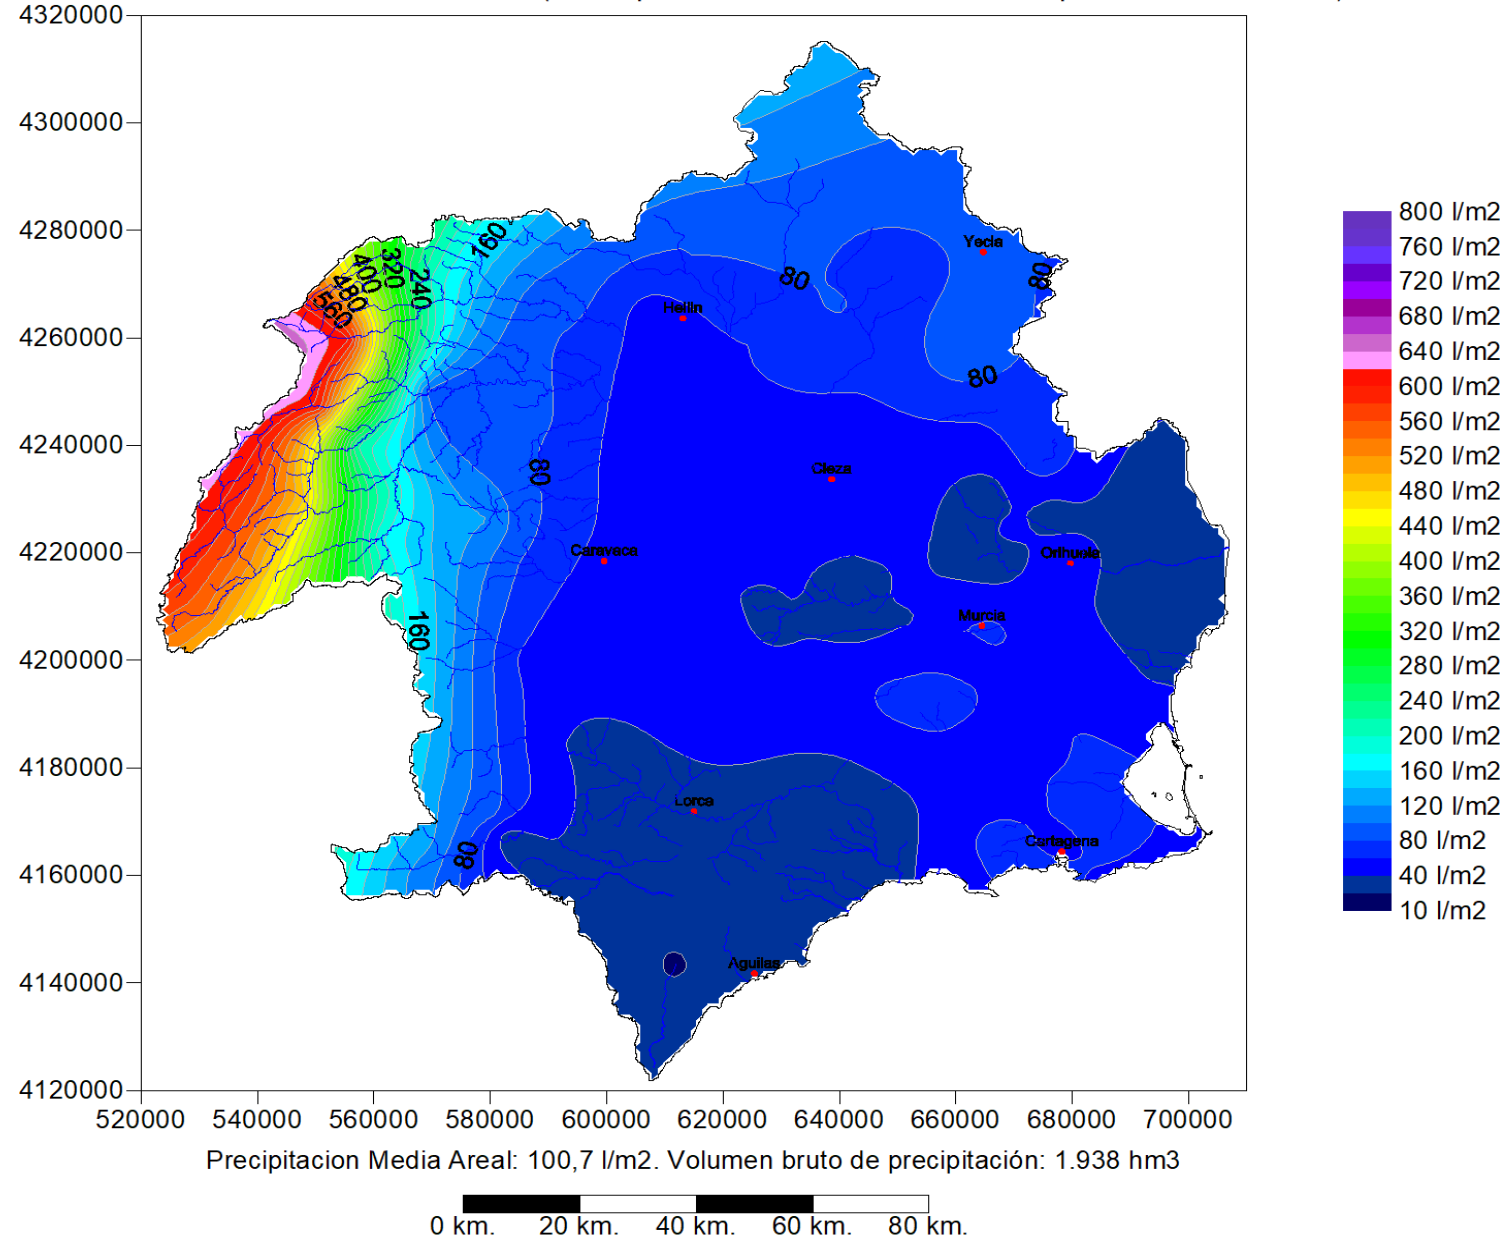 4320000
4300000
4280000
4260000
4240000
4220000
4200000
4180000
4160000
4140000
4120000
520000 540000 560000 580000 600000 620000 640000 660000 680000 700000
160
240
320
400
480
560
80
80
80
80
160
80
Yecla
Hellin
Cieza
Caravaca
Orihuela
Murcia
Lorca
Cartagena
Aguilas
800 l/m2
760 l/m2
720 l/m2
680 l/m2
640 l/m2
600 l/m2
560 l/m2
520 l/m2
480 l/m2
440 l/m2
400 l/m2
360 l/m2
320 l/m2
280 l/m2
240 l/m2
200 l/m2
160 l/m2
120 l/m2
80 l/m2
40 l/m2
10 l/m2
Precipitacion Media Areal: 100,7 l/m2. Volumen bruto de precipitación: 1.938 hm3
0 km. 20 km. 40 km. 60 km. 80 km.